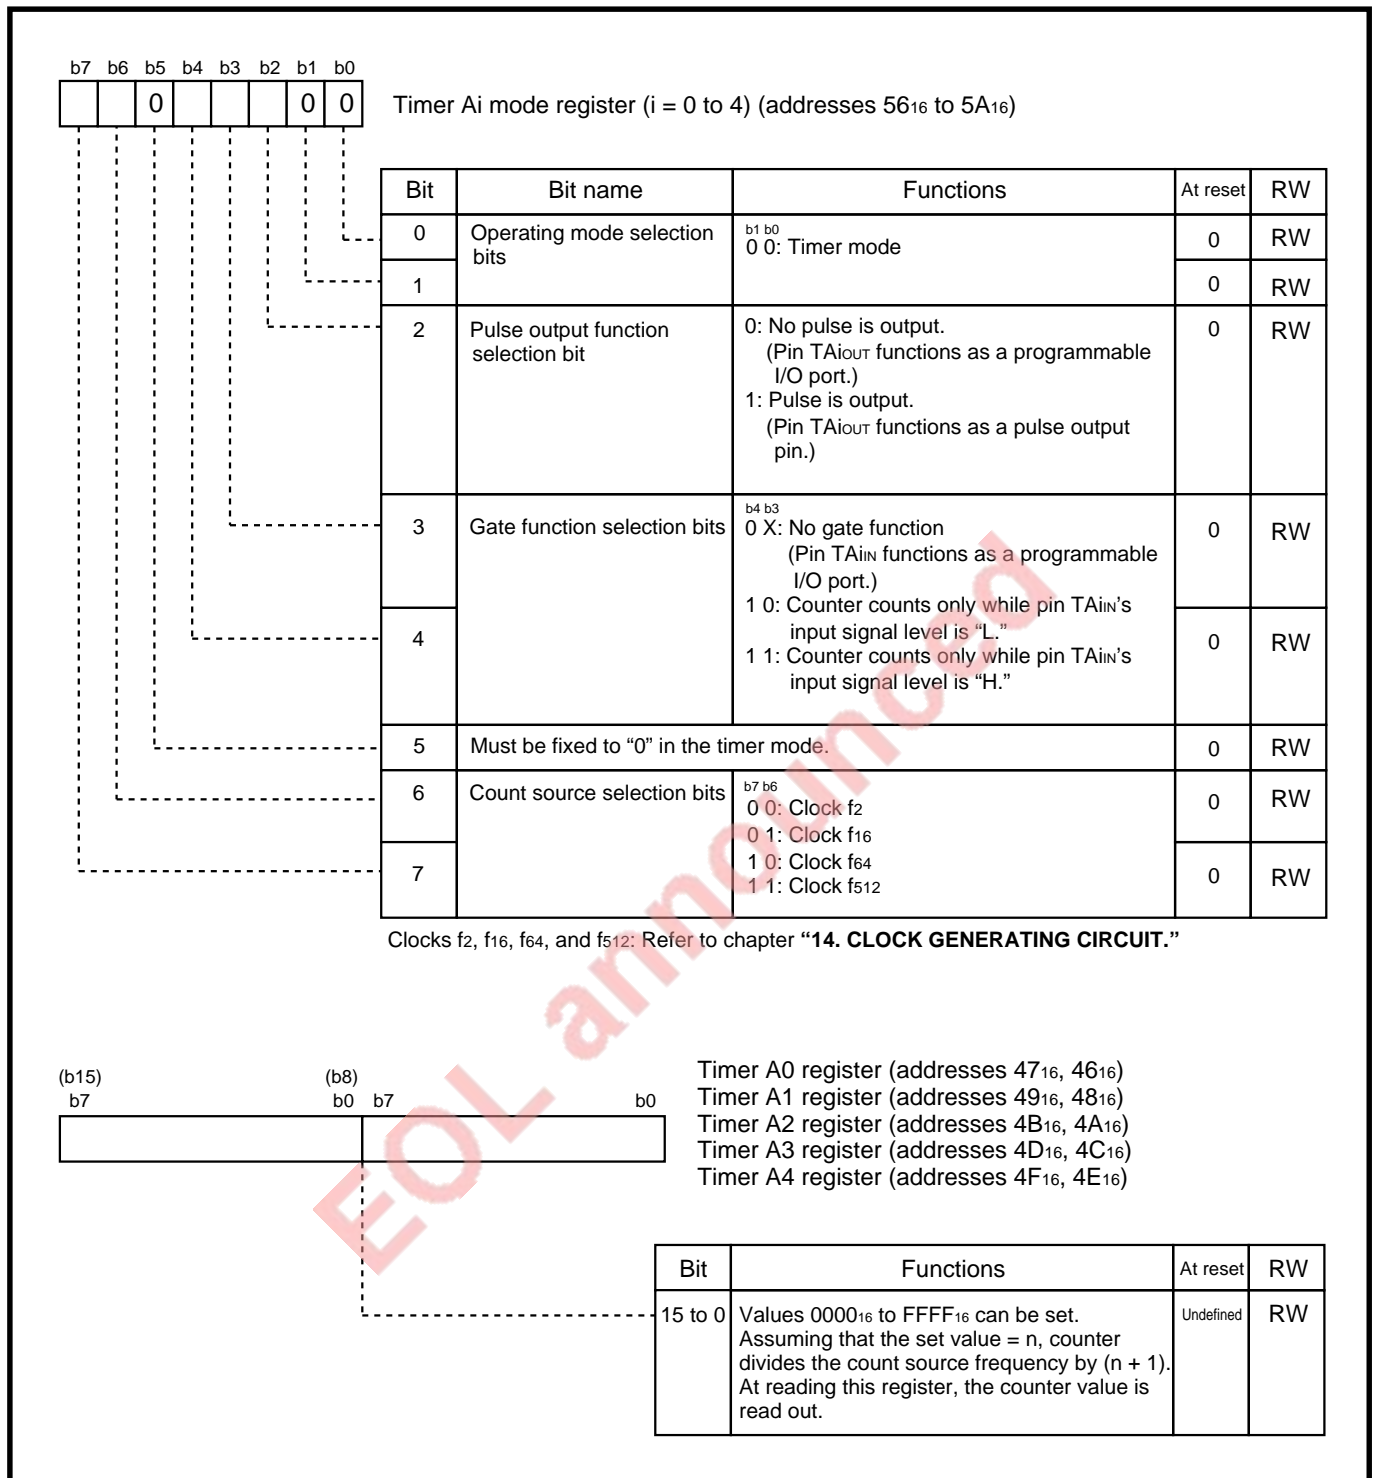 b7 b6 b5 b4 b3 b2 b1 b0
0 0 0
Timer Ai mode register (i = 0 to 4) (addresses 5616 to 5A16)
Bit Bit name Functions At reset RW
0 Operating mode selection bits b1 b0 0 RW
0 0: Timer mode
1 0 RW
2 Pulse output function 0: No pulse is output. 0 RW
selection bit (Pin TAiOUT functions as a programmable
I/O port.)
1: Pulse is output.
(Pin TAiOUT functions as a pulse output
pin.)
3 Gate function selection bits b4 b3 0 RW
0 X: No gate function
(Pin TAiIN functions as a programmable
I/O port.)
1 0: Counter counts only while pin TAiIN’s
4 input signal level is “L.” 0 RW
1 1: Counter counts only while pin TAiIN’s
input signal level is “H.”
5 Must be fixed to “0” in the timer mode. 0 RW
6 Count source selection bits b7 b6 0 RW
0 0: Clock f2
0 1: Clock f16
1 0: Clock f64
7 1 1: Clock f512 0 RW
Clocks f2, f16, f64, and f512: Refer to chapter “14. CLOCK GENERATING CIRCUIT.”
EOL announced
(b15) (b8)
b7 b0 b7 b0
Timer A0 register (addresses 4716, 4616)
Timer A1 register (addresses 4916, 4816)
Timer A2 register (addresses 4B16, 4A16)
Timer A3 register (addresses 4D16, 4C16)
Timer A4 register (addresses 4F16, 4E16)
Bit Functions At reset RW
15 to 0 Values 000016 to FFFF16 can be set. Undefined RW
Assuming that the set value = n, counter
divides the count source frequency by (n + 1).
At reading this register, the counter value is
read out.